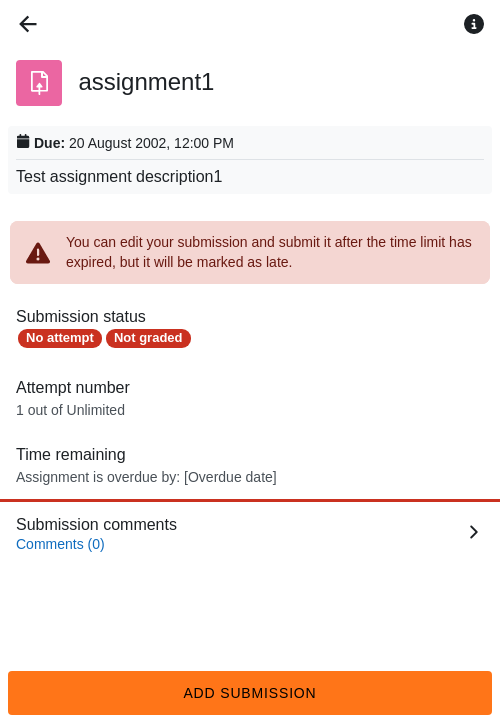 assignment1
Due: 20 August 2002, 12:00 PM
Test assignment description1
You can edit your submission and submit it after the time limit has
expired, but it will be marked as late.
Submission status
No attempt Not graded
Attempt number
1 out of Unlimited
Time remaining
Assignment is overdue by: [Overdue date]
Submission comments
Comments (0)
ADD SUBMISSION